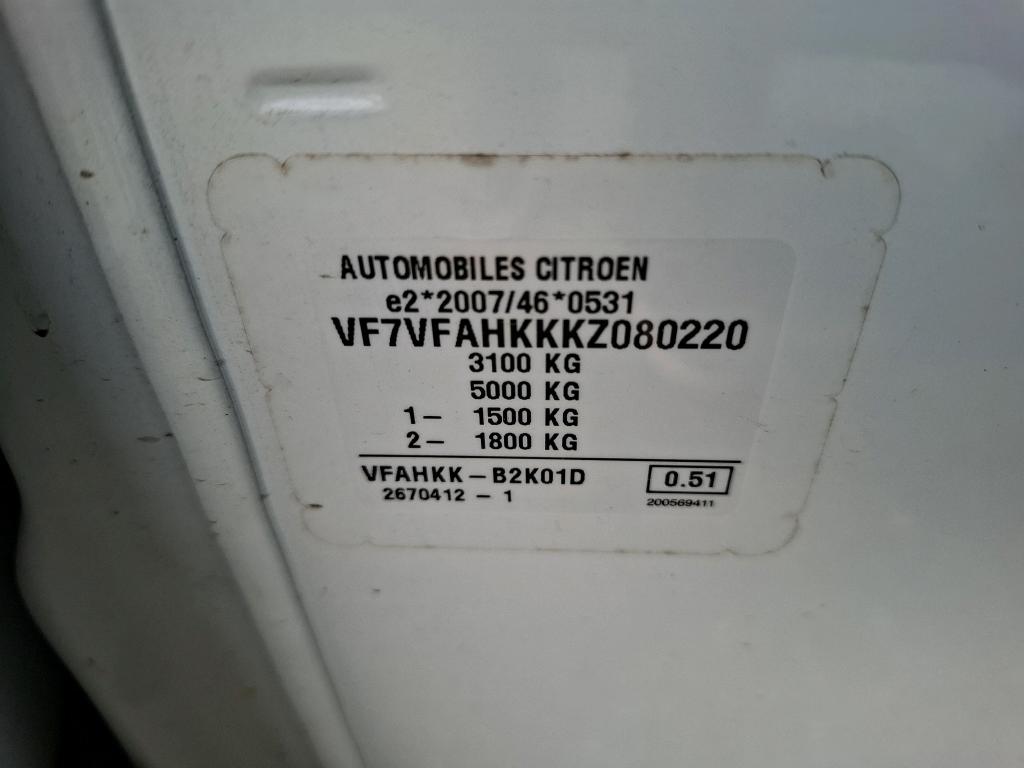 AUTOMOBILES CITROEN
e2*2007/46*0531
VF7VFAHKKKZ080220
3100 KG
5000 KG
1- 1500 KG
2- 1800 KG
VFAHKK-B2K01D 0.51
2670412-1 200569411